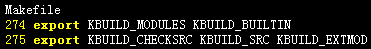 Makefile
274 export KBUILD_MODULES KBUILD_BUILTIN
275 export KBUILD_CHECKSRC KBUILD_SRC KBUILD_EXTMOD